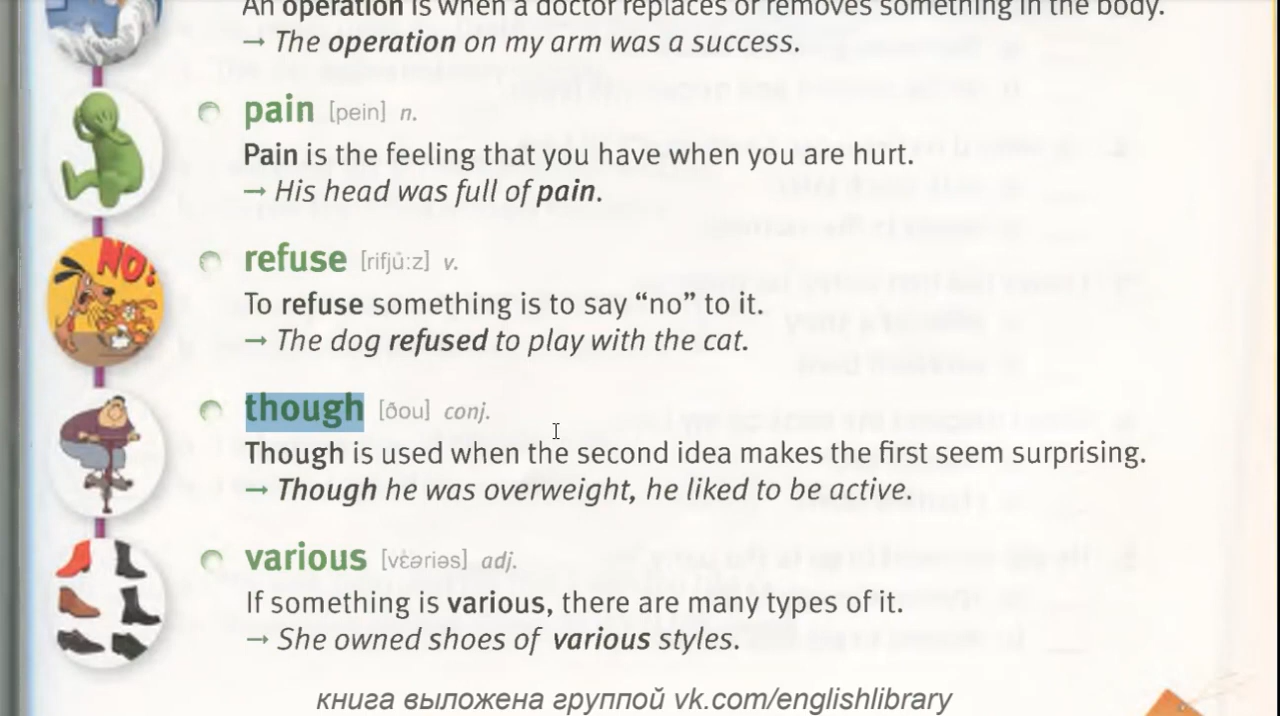 An operation is when a doctor replaces or removes something in the body.
→ The operation on my arm was a success.
pain [pein] n.
Pain is the feeling that you have when you are hurt.
→ His head was full of pain.
NO!
refuse [rifjú:z] v.
To refuse something is to say “no” to it.
→ The dog refused to play with the cat.
though [ðou] conj.
Though is used when the second idea makes the first seem surprising.
→ Though he was overweight, he liked to be active.
various [vɛ́əriəs] adj.
If something is various, there are many types of it.
→ She owned shoes of various styles.
книга выложена группой vk.com/englishlibrary